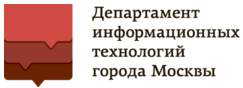 Департамент
информационных
технологий
города Москвы